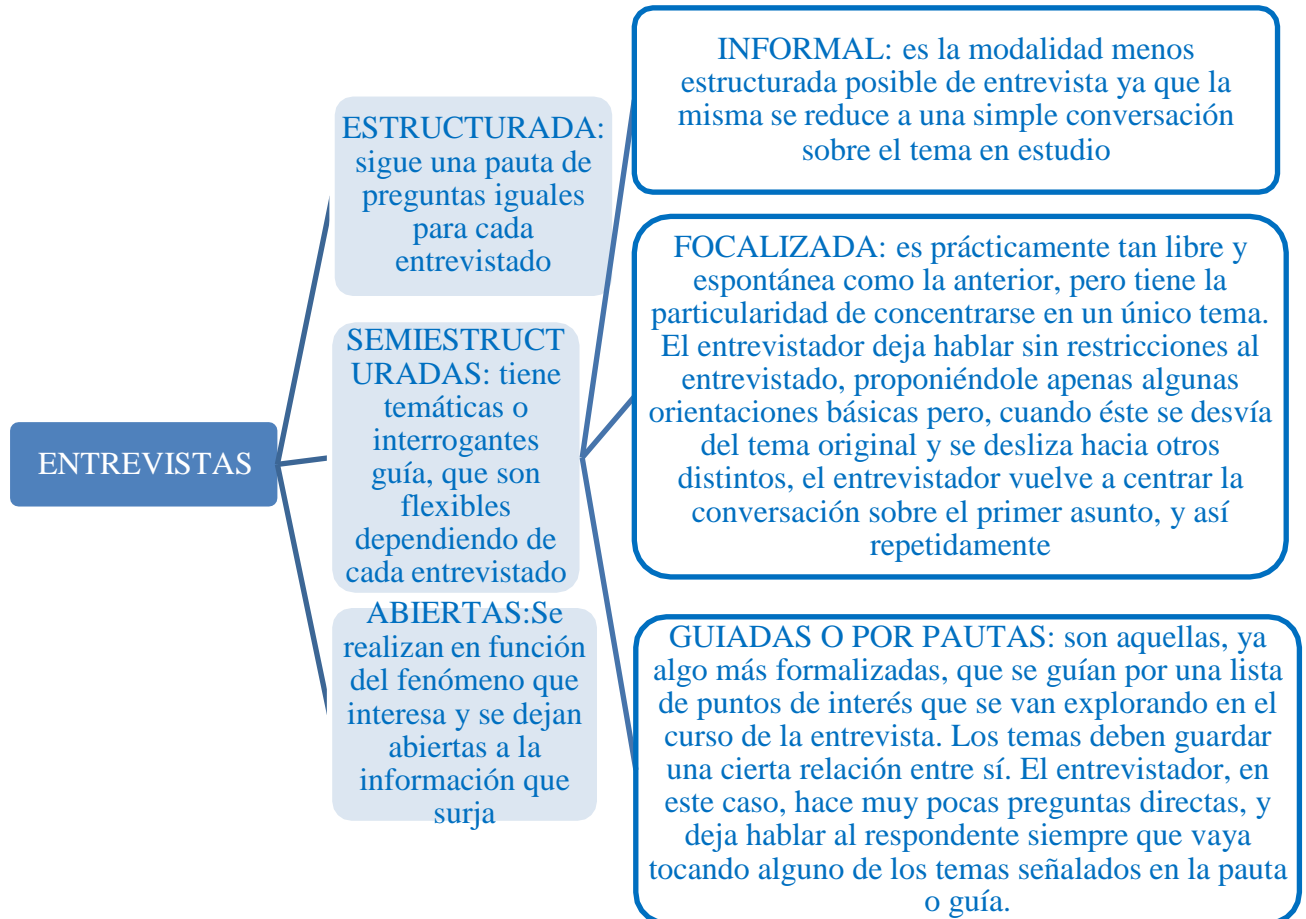 ENTREVISTAS
ESTRUCTURADA:
sigue una pauta de
preguntas iguales
para cada
entrevistado
SEMIESTRUCT
URADAS: tiene
temáticas o
interrogantes
guía, que son
flexibles
dependiendo de
cada entrevistado
ABIERTAS:Se
realizan en función
del fenómeno que
interesa y se dejan
abiertas a la
información que
surja
INFORMAL: es la modalidad menos
estructurada posible de entrevista ya que la
misma se reduce a una simple conversación
sobre el tema en estudio
FOCALIZADA: es prácticamente tan libre y
espontánea como la anterior, pero tiene la
particularidad de concentrarse en un único tema.
El entrevistador deja hablar sin restricciones al
entrevistado, proponiéndole apenas algunas
orientaciones básicas pero, cuando éste se desvía
del tema original y se desliza hacia otros
distintos, el entrevistador vuelve a centrar la
conversación sobre el primer asunto, y así
repetidamente
GUIADAS O POR PAUTAS: son aquellas, ya
algo más formalizadas, que se guían por una lista
de puntos de interés que se van explorando en el
curso de la entrevista. Los temas deben guardar
una cierta relación entre sí. El entrevistador, en
este caso, hace muy pocas preguntas directas, y
deja hablar al respondente siempre que vaya
tocando alguno de los temas señalados en la pauta
o guía.